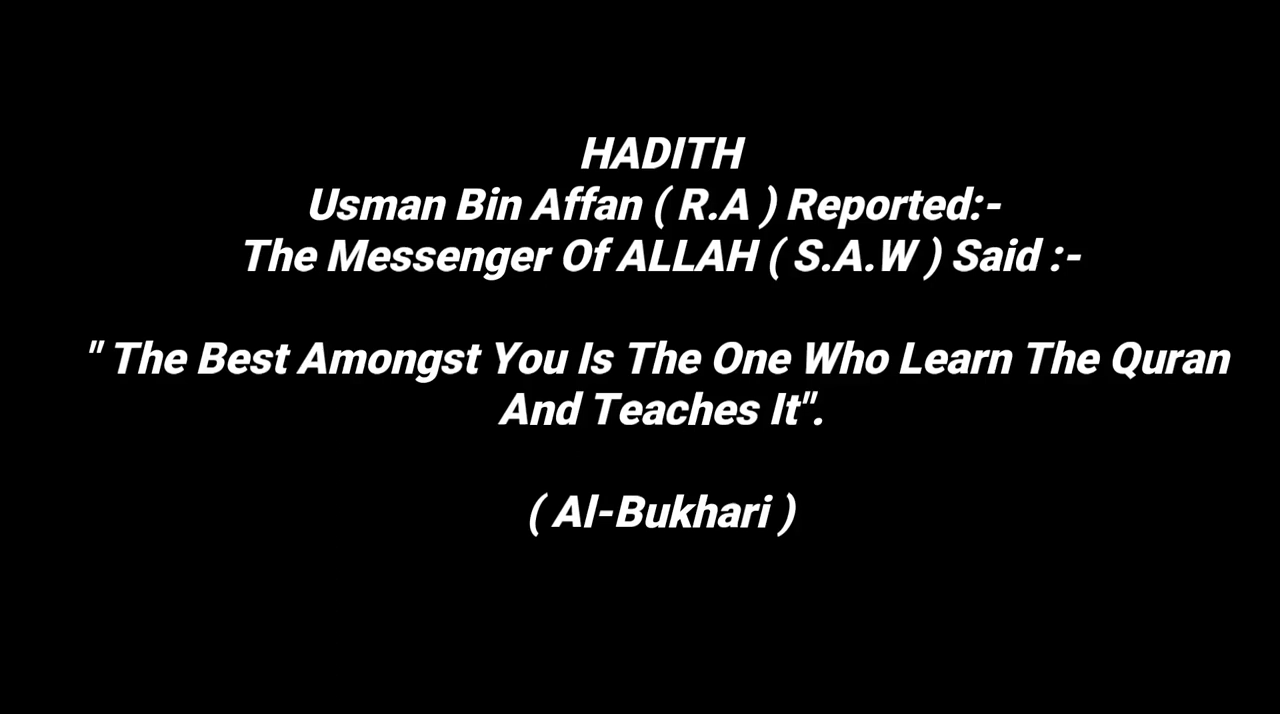 HADITH
Usman Bin Affan ( R.A ) Reported:-
The Messenger Of ALLAH ( S.A.W ) Said :-
" The Best Amongst You Is The One Who Learn The Quran
And Teaches It".
( Al-Bukhari )